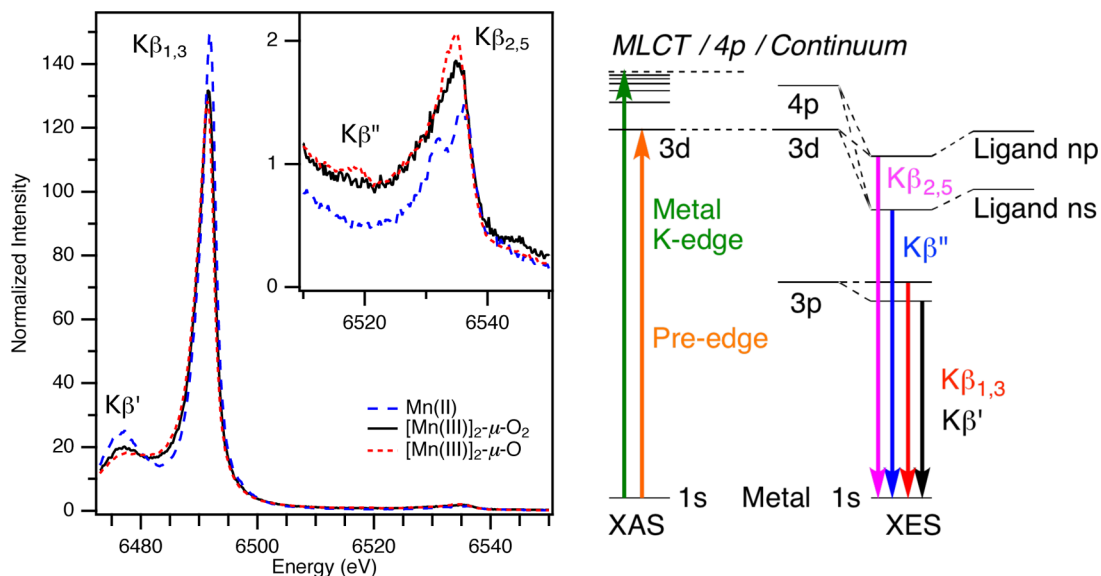 Kβ1,3
Kβ'
Normalized Intensity
140
120
100
80
60
40
20
0
6480
6500
6520
6540
Energy (eV)
Kβ2,5
Kβ"
2
1
0
6520
6540
Mn(II)
[Mn(III)]2-μ-O2
[Mn(III)]2-μ-O
MLCT / 4p / Continuum
4p
3d
3d
Ligand np
Kβ2,5
Ligand ns
Metal
K-edge
Kβ"
3p
Pre-edge
Kβ1,3
Kβ'
1s Metal 1s
XAS
XES